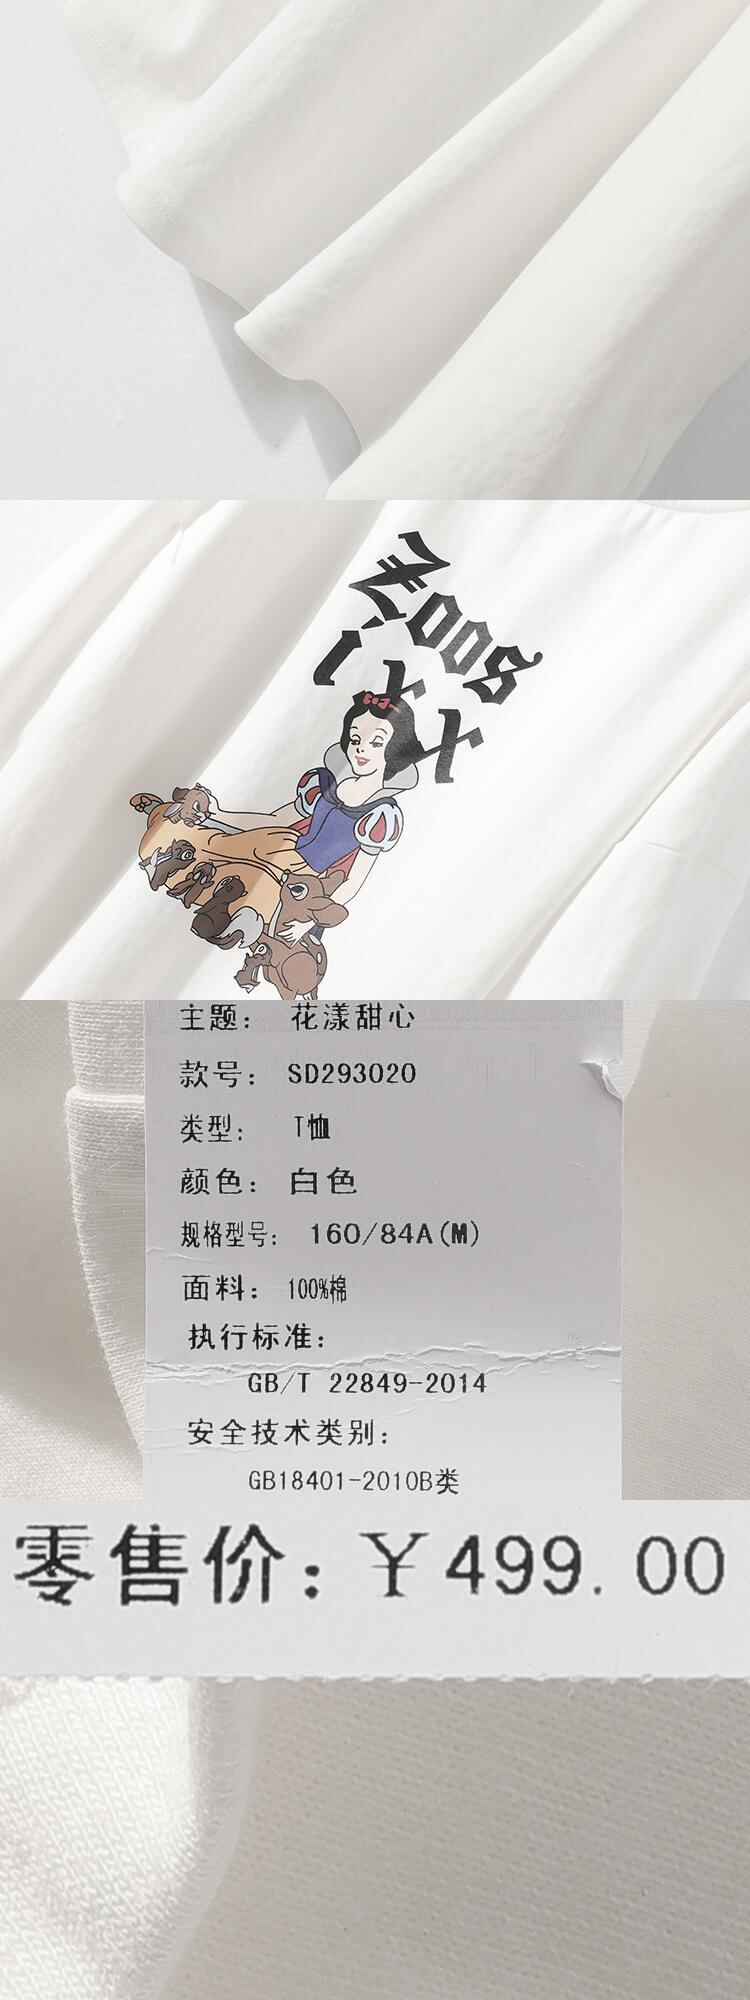 主题： 花漾甜心
款号： SD293020
类型： T恤
颜色： 白色
规格型号： 160/84A(M)
面料： 100%棉
执行标准：
GB/T 22849-2014
安全技术类别：
GB18401-2010B类
零售价：￥499.00